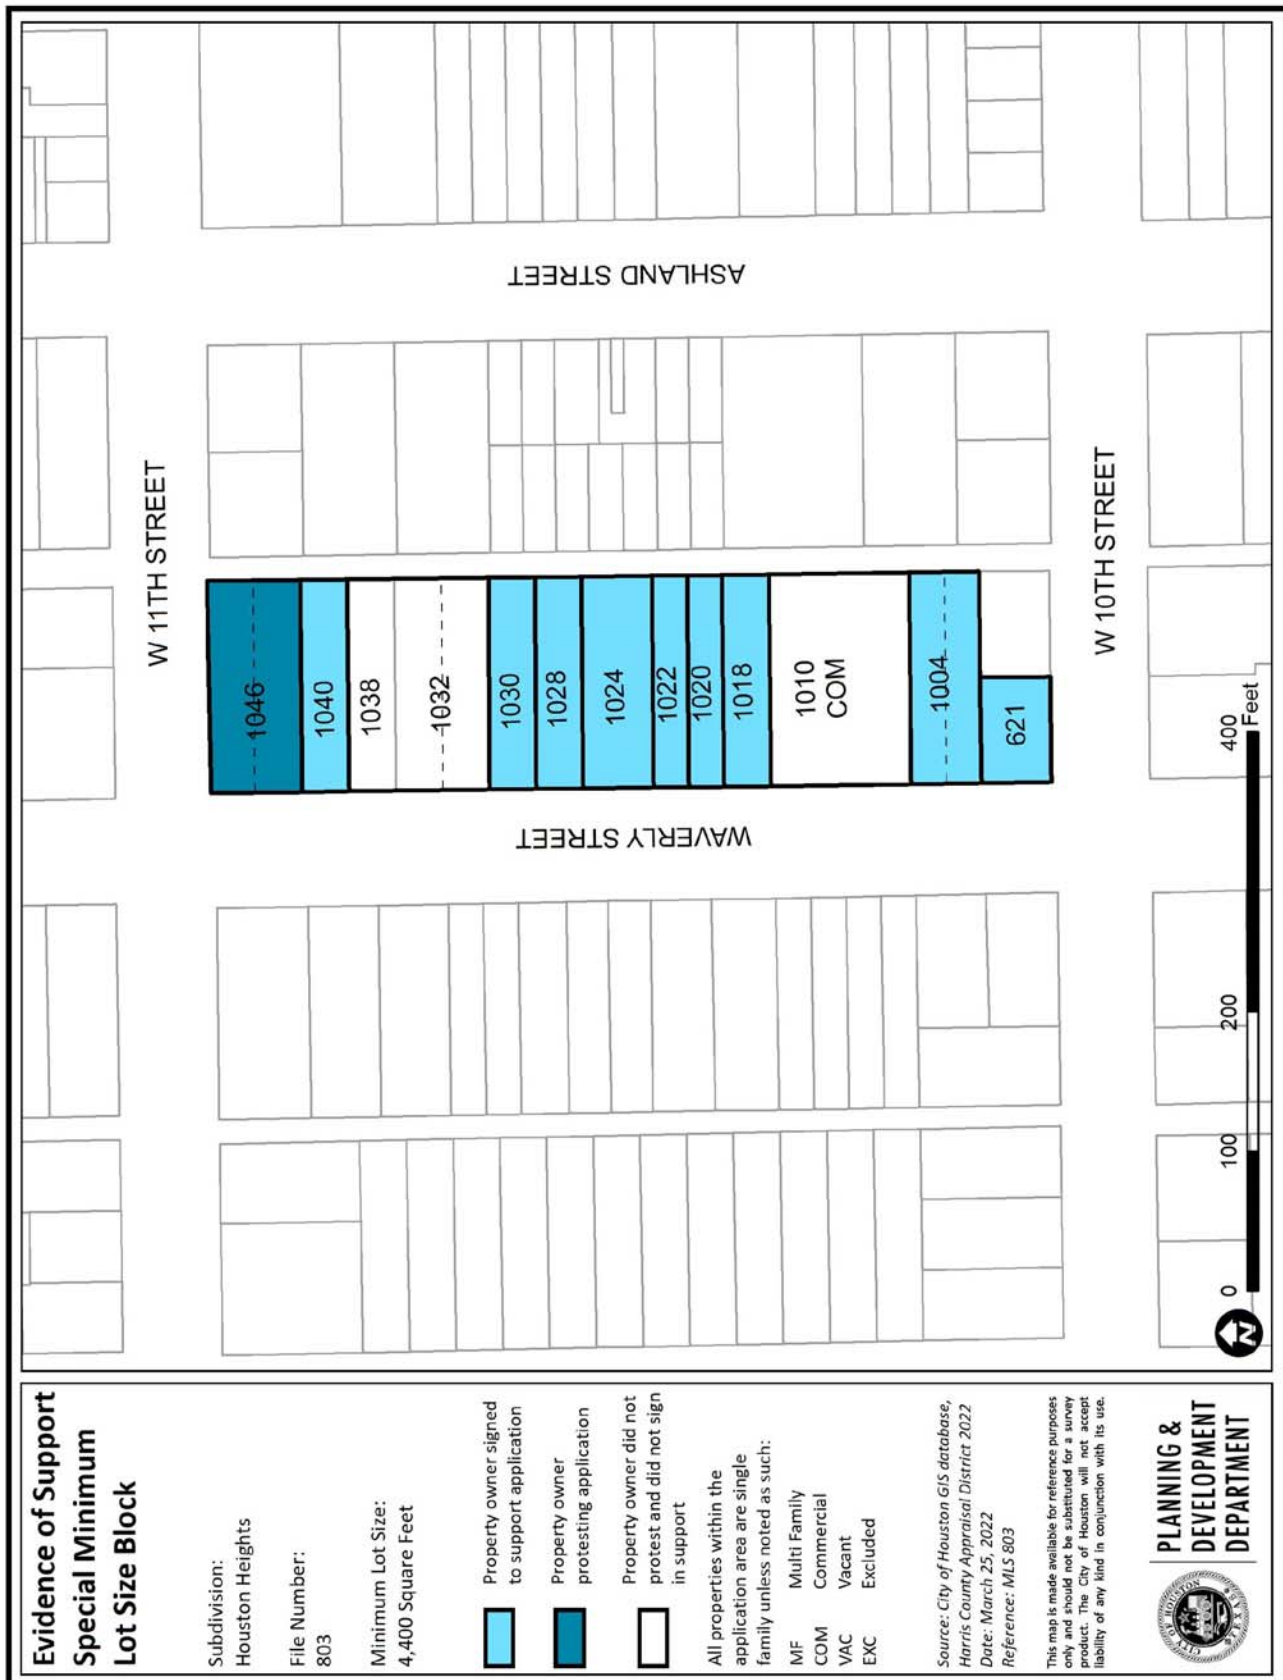 Evidence of Support
Special Minimum
Lot Size Block
Subdivision:
Houston Heights
File Number:
803
Minimum Lot Size:
4,400 Square Feet
Property owner signed
to support application
Property owner
protesting application
Property owner did not
protest and did not sign
in support
All properties within the
application area are single
family unless noted as such:
MF Multi Family
COM Commercial
VAC Vacant
EXC Excluded
Source: City of Houston GIS database,
Harris County Appraisal District 2022
Date: March 25, 2022
Reference: MLS 803
This map is made available for reference purposes
only and should not be substituted for a survey
product. The City of Houston will not accept
liability of any kind in conjunction with its use.
CITY OF HOUSTON
TEXAS
PLANNING &
DEVELOPMENT
DEPARTMENT
W 11TH STREET
ASHLAND STREET
WAVERLY STREET
W 10TH STREET
1046
1040
1038
1032
1030
1028
1024
1022
1020
1018
1010
COM
1004
621
N
0 100 200 400
Feet